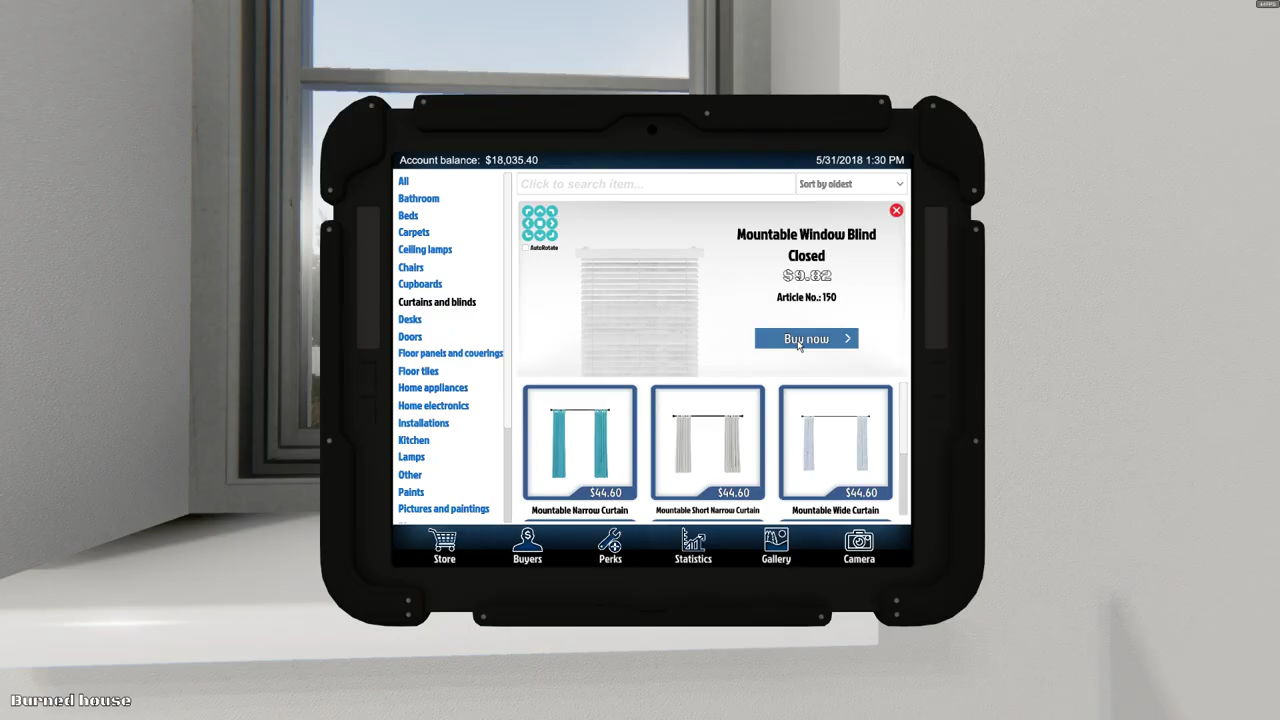 44FPS
Account balance: $18,035.40
5/31/2018 1:30 PM
All
Bathroom
Beds
Carpets
Ceiling lamps
Chairs
Cupboards
Curtains and blinds
Desks
Doors
Floor panels and coverings
Floor tiles
Home appliances
Home electronics
Installations
Kitchen
Lamps
Other
Paints
Pictures and paintings
Click to search item...
Sort by oldest
AutoRotate
Mountable Window Blind
Closed
$9.82
Article No.: 150
Buy now
$44.60
$44.60
$44.60
Mountable Narrow Curtain
Mountable Short Narrow Curtain
Mountable Wide Curtain
Store
Buyers
Perks
Statistics
Gallery
Camera
Burned house